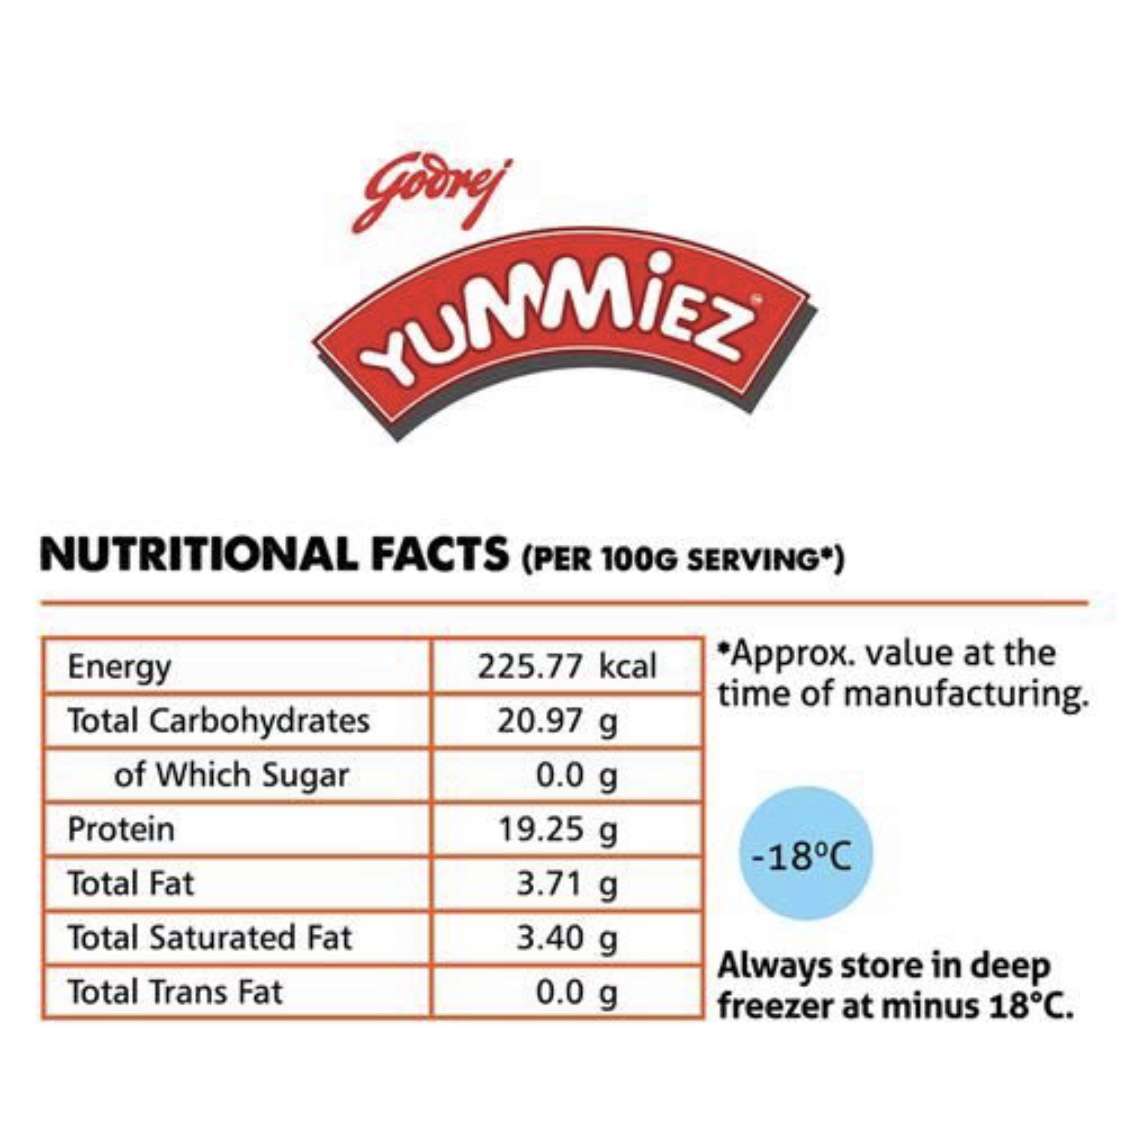 Godrej
YUMMiEZ™
NUTRITIONAL FACTS (PER 100G SERVING*)
Energy 225.77 kcal
Total Carbohydrates 20.97 g
of Which Sugar 0.0 g
Protein 19.25 g
Total Fat 3.71 g
Total Saturated Fat 3.40 g
Total Trans Fat 0.0 g
*Approx. value at the
time of manufacturing.
-18ºC
Always store in deep
freezer at minus 18°C.